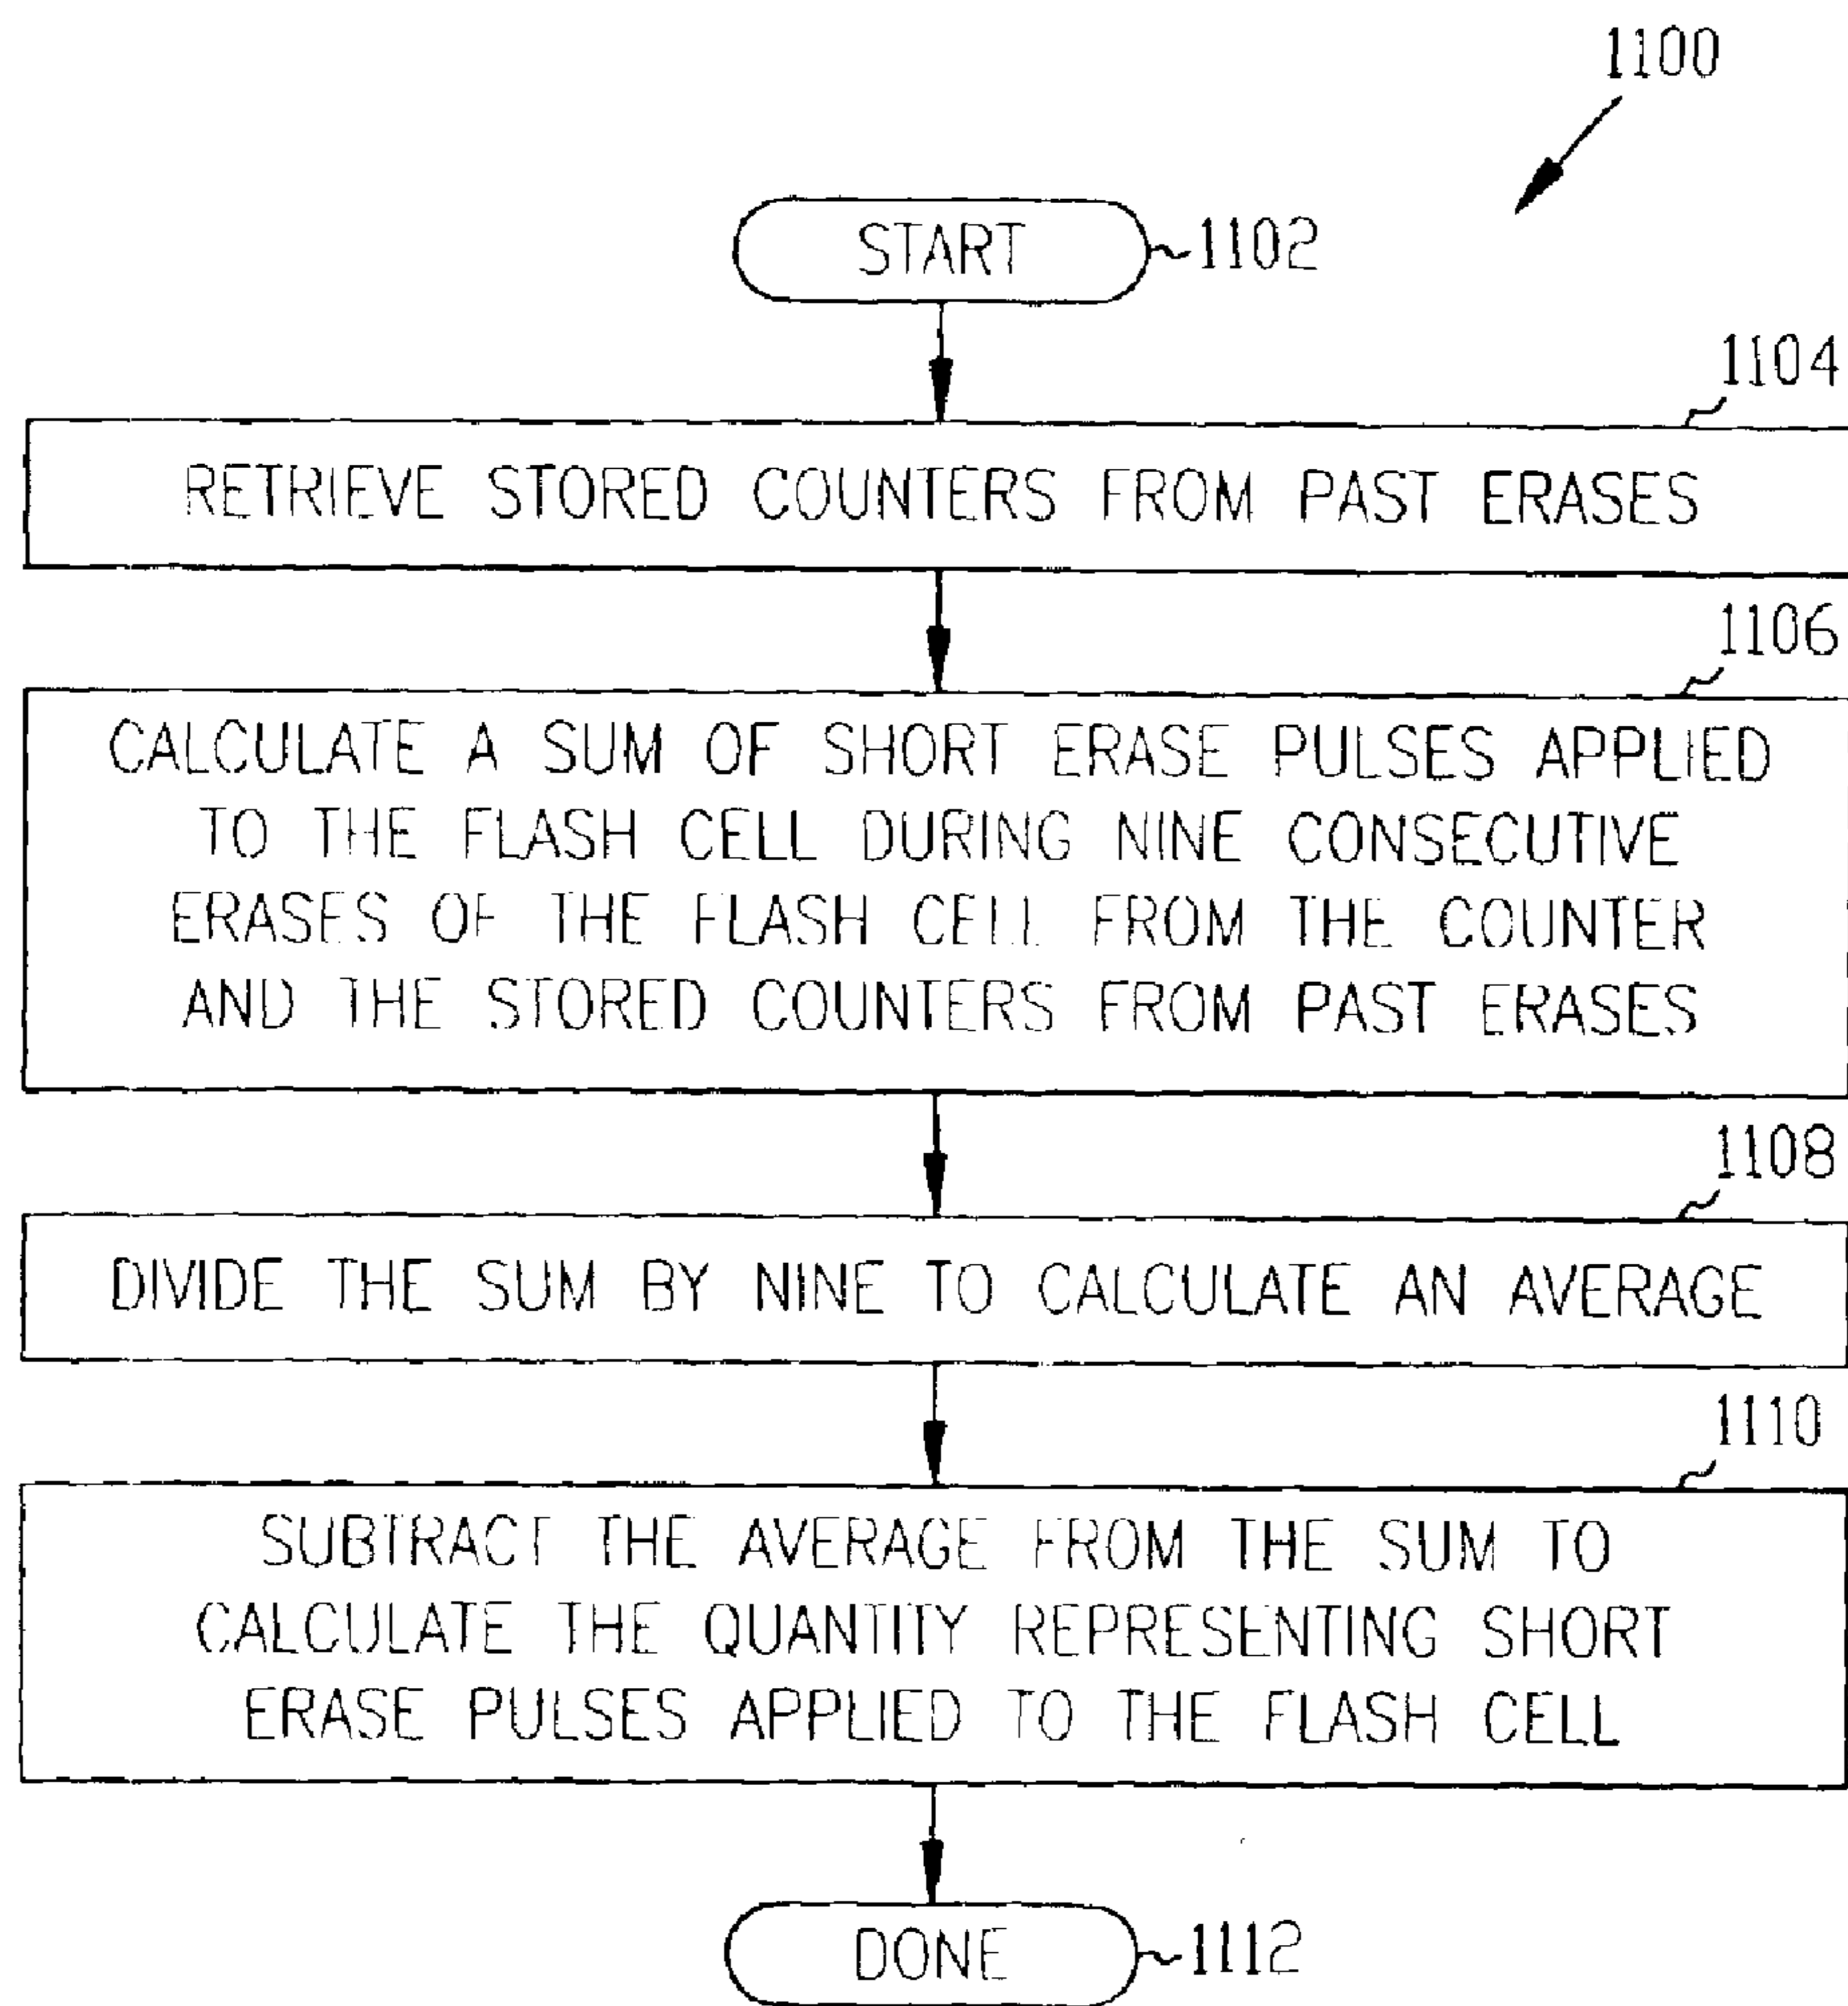 1100
START
1102
1104
RETRIEVE STORED COUNTERS FROM PAST ERASES
1106
CALCULATE A SUM OF SHORT ERASE PULSES APPLIED
TO THE FLASH CELL DURING NINE CONSECUTIVE
ERASES OF THE FLASH CELL FROM THE COUNTER
AND THE STORED COUNTERS FROM PAST ERASES
1108
DIVIDE THE SUM BY NINE TO CALCULATE AN AVERAGE
1110
SUBTRACT THE AVERAGE FROM THE SUM TO
CALCULATE THE QUANTITY REPRESENTING SHORT
ERASE PULSES APPLIED TO THE FLASH CELL
DONE
1112